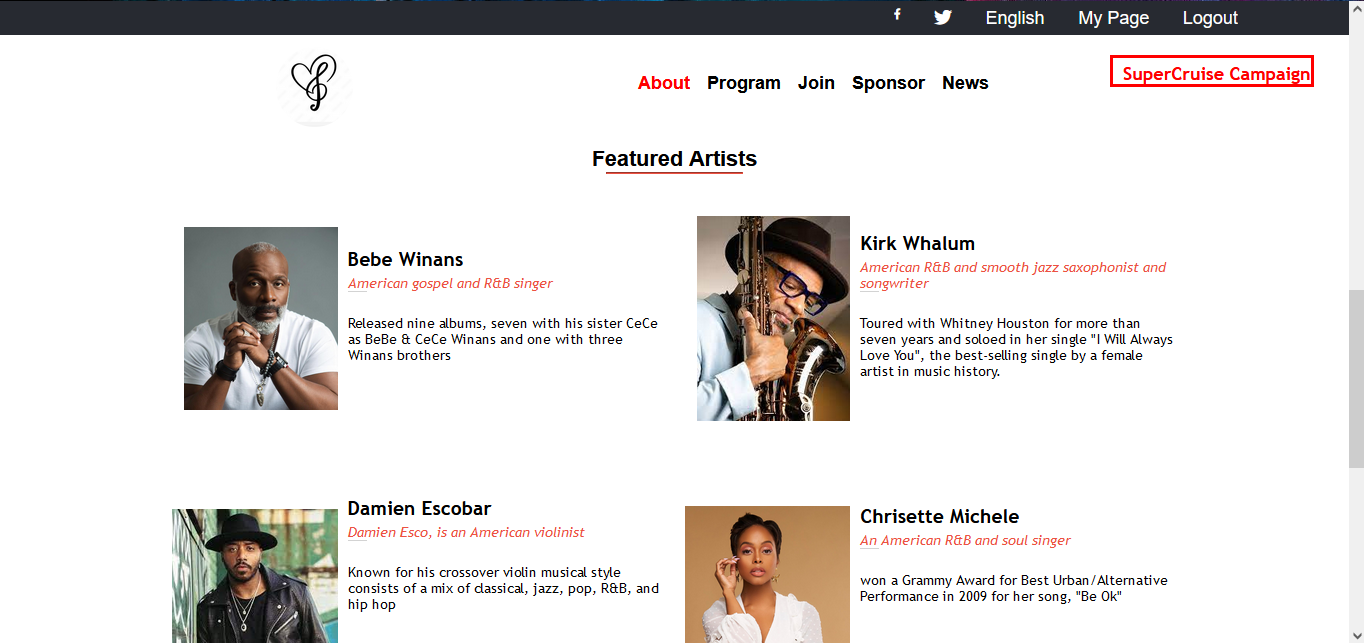 English My Page Logout
About Program Join Sponsor News
SuperCruise Campaign
Featured Artists
Bebe Winans
American gospel and R&B singer
Released nine albums, seven with his sister CeCe
as BeBe & CeCe Winans and one with three
Winans brothers
Kirk Whalum
American R&B and smooth jazz saxophonist and
songwriter
Toured with Whitney Houston for more than
seven years and soloed in her single "I Will Always
Love You", the best-selling single by a female
artist in music history.
Damien Escobar
Damien Esco, is an American violinist
Known for his crossover violin musical style
consists of a mix of classical, jazz, pop, R&B, and
hip hop
Chrisette Michele
An American R&B and soul singer
won a Grammy Award for Best Urban/Alternative
Performance in 2009 for her song, "Be Ok"